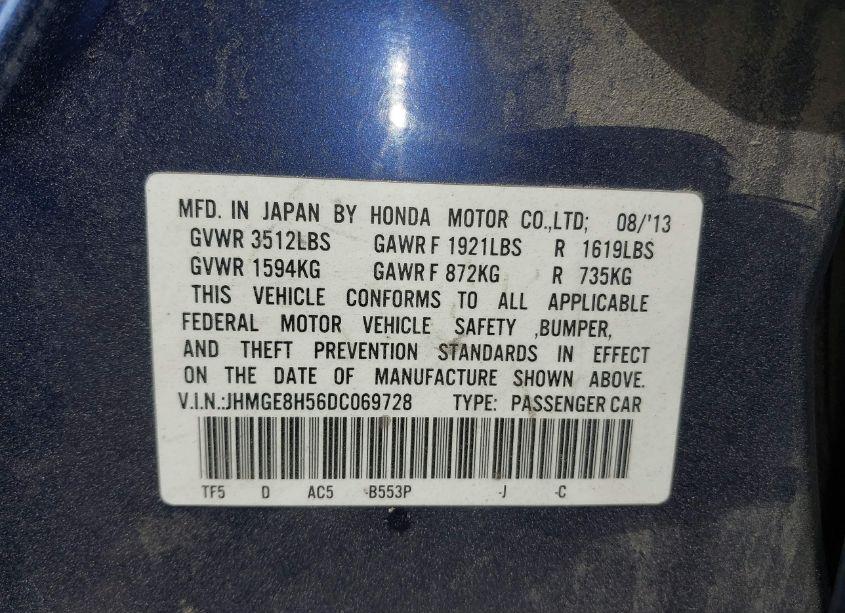 MFD. IN JAPAN BY HONDA MOTOR CO.,LTD; 08/'13
GVWR 3512LBS GAWR F 1921LBS R 1619LBS
GVWR 1594KG GAWR F 872KG R 735KG
THIS VEHICLE CONFORMS TO ALL APPLICABLE
FEDERAL MOTOR VEHICLE SAFETY ,BUMPER,
AND THEFT PREVENTION STANDARDS IN EFFECT
ON THE DATE OF MANUFACTURE SHOWN ABOVE.
V.I.N.:JHMGE8H56DC069728 TYPE: PASSENGER CAR
TF5 D AC5 -B553P -J -C